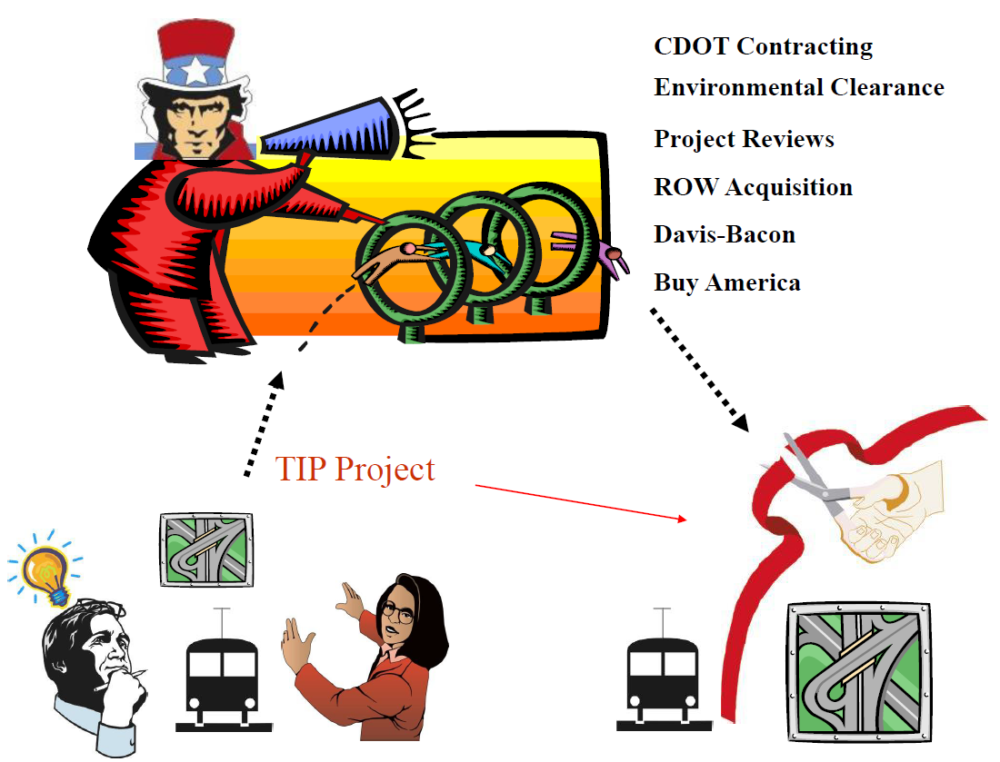 CDOT Contracting
Environmental Clearance
Project Reviews
ROW Acquisition
Davis-Bacon
Buy America
TIP Project